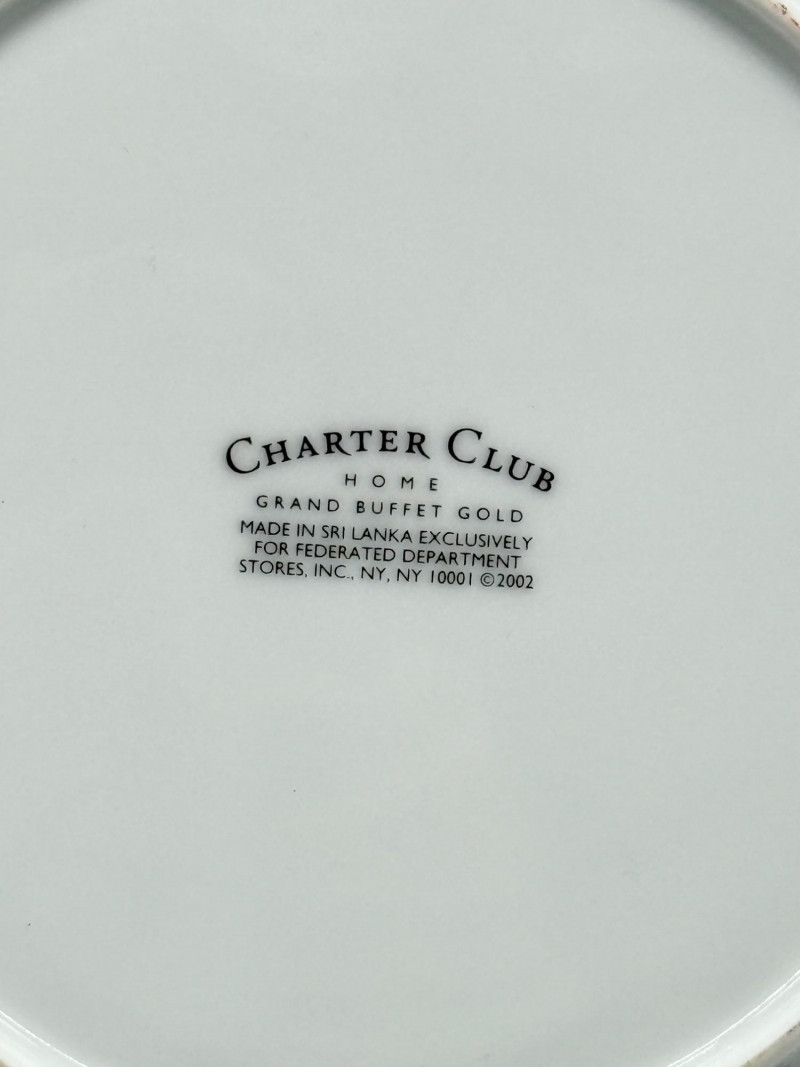 CHARTER CLUB
HOME
GRAND BUFFET GOLD
MADE IN SRI LANKA EXCLUSIVELY
FOR FEDERATED DEPARTMENT
STORES, INC., NY, NY 10001 ©2002